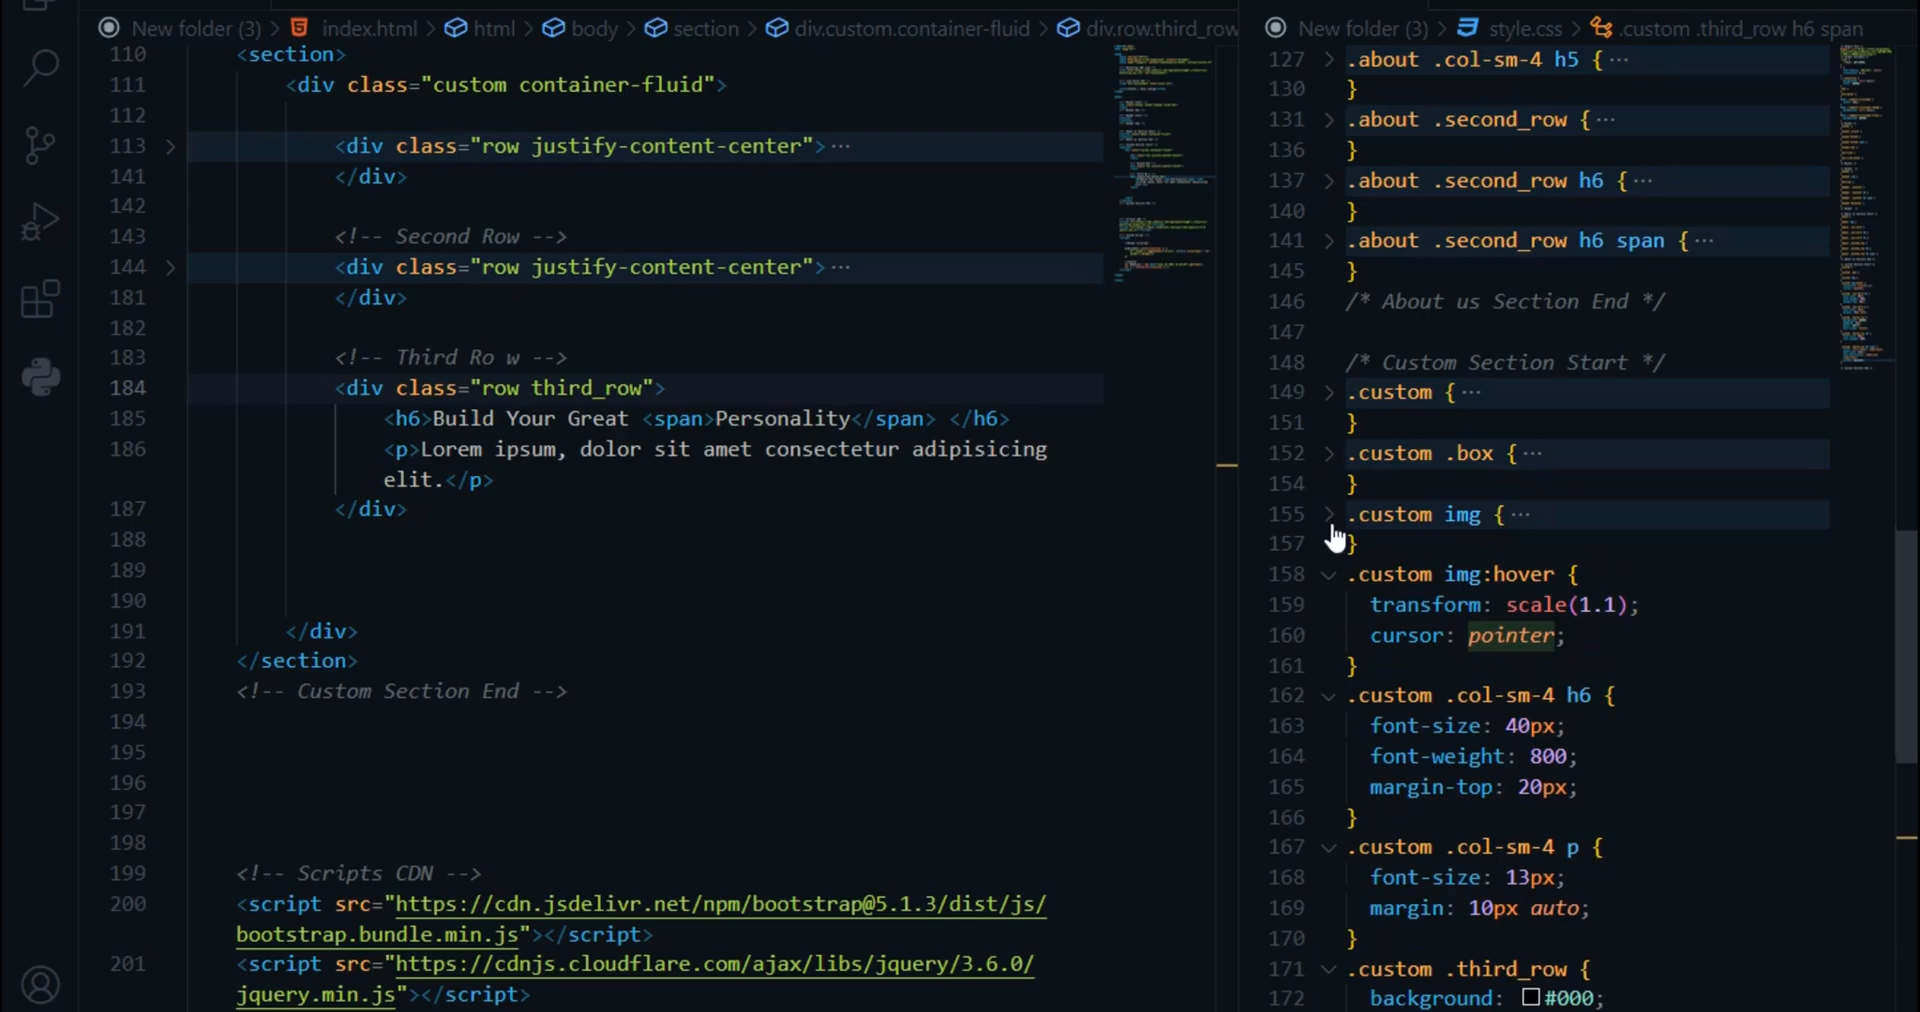 New folder (3) > index.html > html > body > section > div.custom.container-fluid > div.row.third_row
110 <section>
111 <div class="custom container-fluid">
112
113 <div class="row justify-content-center">···
141 </div>
142
143 <!-- Second Row -->
144 <div class="row justify-content-center">···
181 </div>
182
183 <!-- Third Ro w -->
184 <div class="row third_row">
185 <h6>Build Your Great <span>Personality</span> </h6>
186 <p>Lorem ipsum, dolor sit amet consectetur adipisicing
elit.</p>
187 </div>
188
189
190
191 </div>
192 </section>
193 <!-- Custom Section End -->
194
195
196
197
198
199 <!-- Scripts CDN -->
200 <script src="https://cdn.jsdelivr.net/npm/bootstrap@5.1.3/dist/js/
bootstrap.bundle.min.js"></script>
201 <script src="https://cdnjs.cloudflare.com/ajax/libs/jquery/3.6.0/
jquery.min.js"></script>
New folder (3) > style.css > .custom .third_row h6 span
127 .about .col-sm-4 h5 {···
130 }
131 .about .second_row {···
136 }
137 .about .second_row h6 {···
140 }
141 .about .second_row h6 span {···
145 }
146 /* About us Section End */
147
148 /* Custom Section Start */
149 .custom {···
151 }
152 .custom .box {···
154 }
155 .custom img {···
157 }
158 .custom img:hover {
159 transform: scale(1.1);
160 cursor: pointer;
161 }
162 .custom .col-sm-4 h6 {
163 font-size: 40px;
164 font-weight: 800;
165 margin-top: 20px;
166 }
167 .custom .col-sm-4 p {
168 font-size: 13px;
169 margin: 10px auto;
170 }
171 .custom .third_row {
172 background: #000;